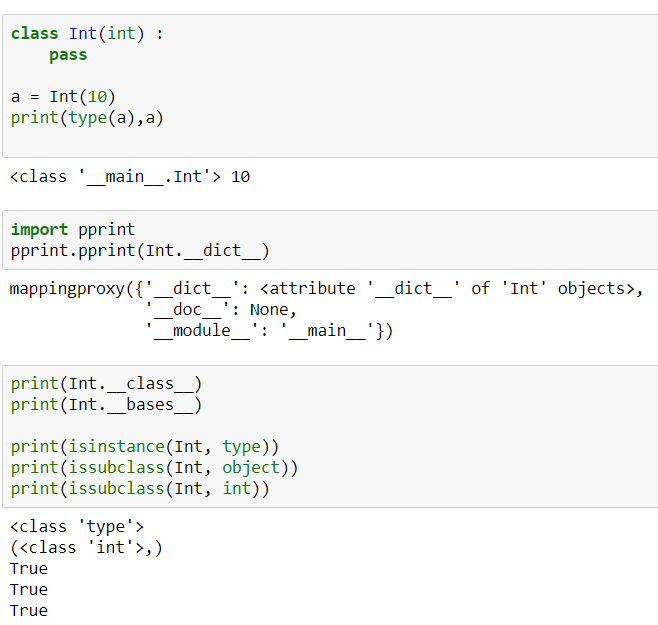 class Int(int) :
    pass

a = Int(10)
print(type(a),a)

<class '__main__.Int'> 10

import pprint
pprint.pprint(Int.__dict__)

mappingproxy({'__dict__': <attribute '__dict__' of 'Int' objects>,
              '__doc__': None,
              '__module__': '__main__'})

print(Int.__class__)
print(Int.__bases__)

print(isinstance(Int, type))
print(issubclass(Int, object))
print(issubclass(Int, int))

<class 'type'>
(<class 'int'>,)
True
True
True